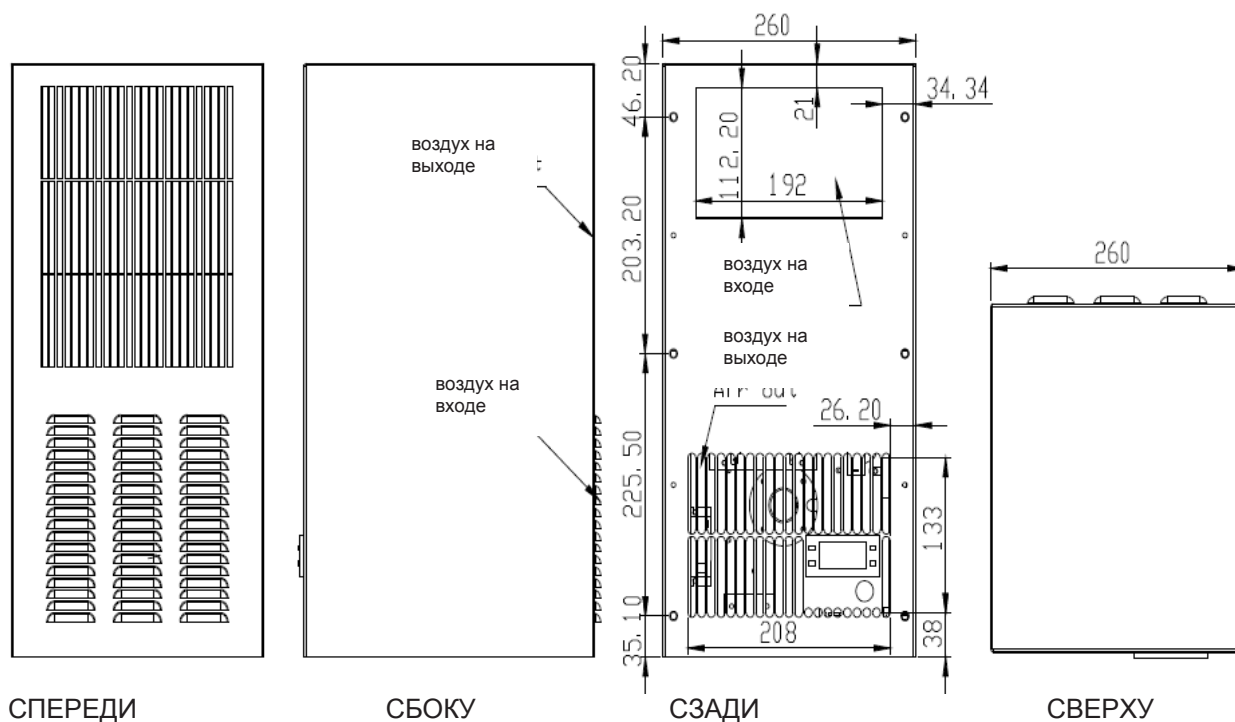 260
46,20
21
34,34
воздух на
выходе
112,20
192
203,20
воздух на
входе
260
воздух на
выходе
воздух на
входе
26,20
225,50
133
35,10
208
38
СПЕРЕДИ
СБОКУ
СЗАДИ
СВЕРХУ